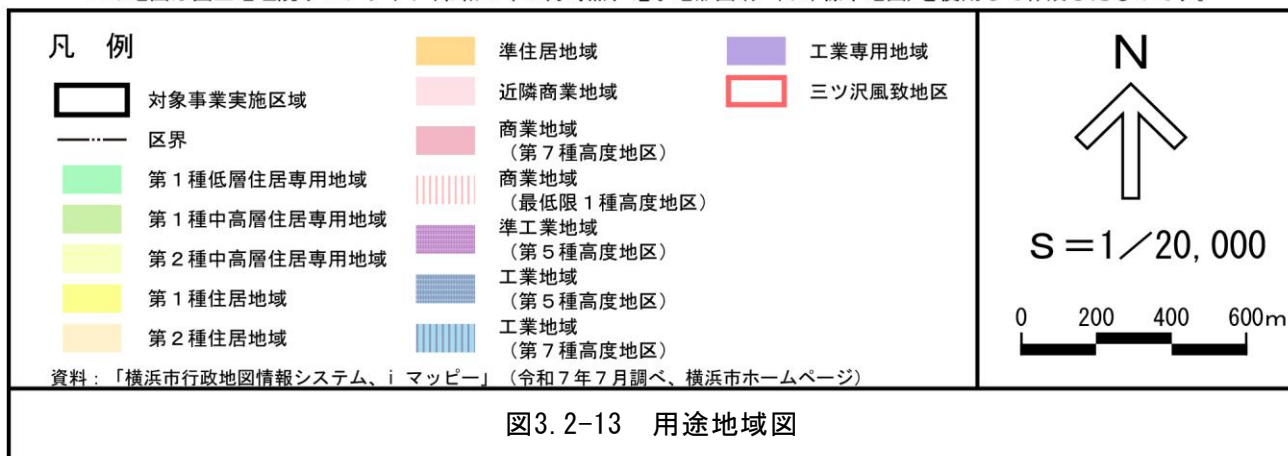 凡 例
対象事業実施区域
区界
第１種低層住居専用地域
第１種中高層住居専用地域
第２種中高層住居専用地域
第１種住居地域
第２種住居地域
準住居地域
近隣商業地域
商業地域
（第７種高度地区）
商業地域
（最低限１種高度地区）
準工業地域
（第５種高度地区）
工業地域
（第５種高度地区）
工業地域
（第７種高度地区）
工業専用地域
三ツ沢風致地区
資料：「横浜市行政地図情報システム、i マッピー」（令和７年７月調べ、横浜市ホームページ）
N
S＝1／20,000
0 200 400 600m
図3.2-13 用途地域図